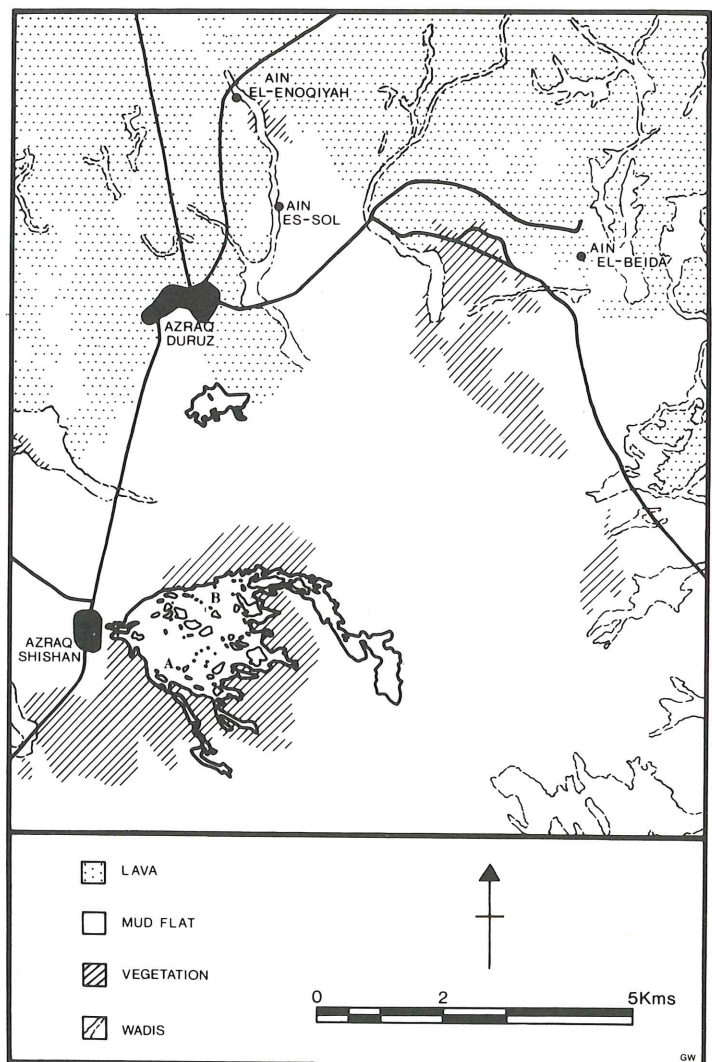 AIN
EL-ENOQIYAH
AIN
ES-SOL
AIN
EL-BEIDA
AZRAQ
DURUZ
B
AZRAQ
SHISHAN
A
LAVA
MUD FLAT
VEGETATION
WADIS
0 2 5Kms
GW